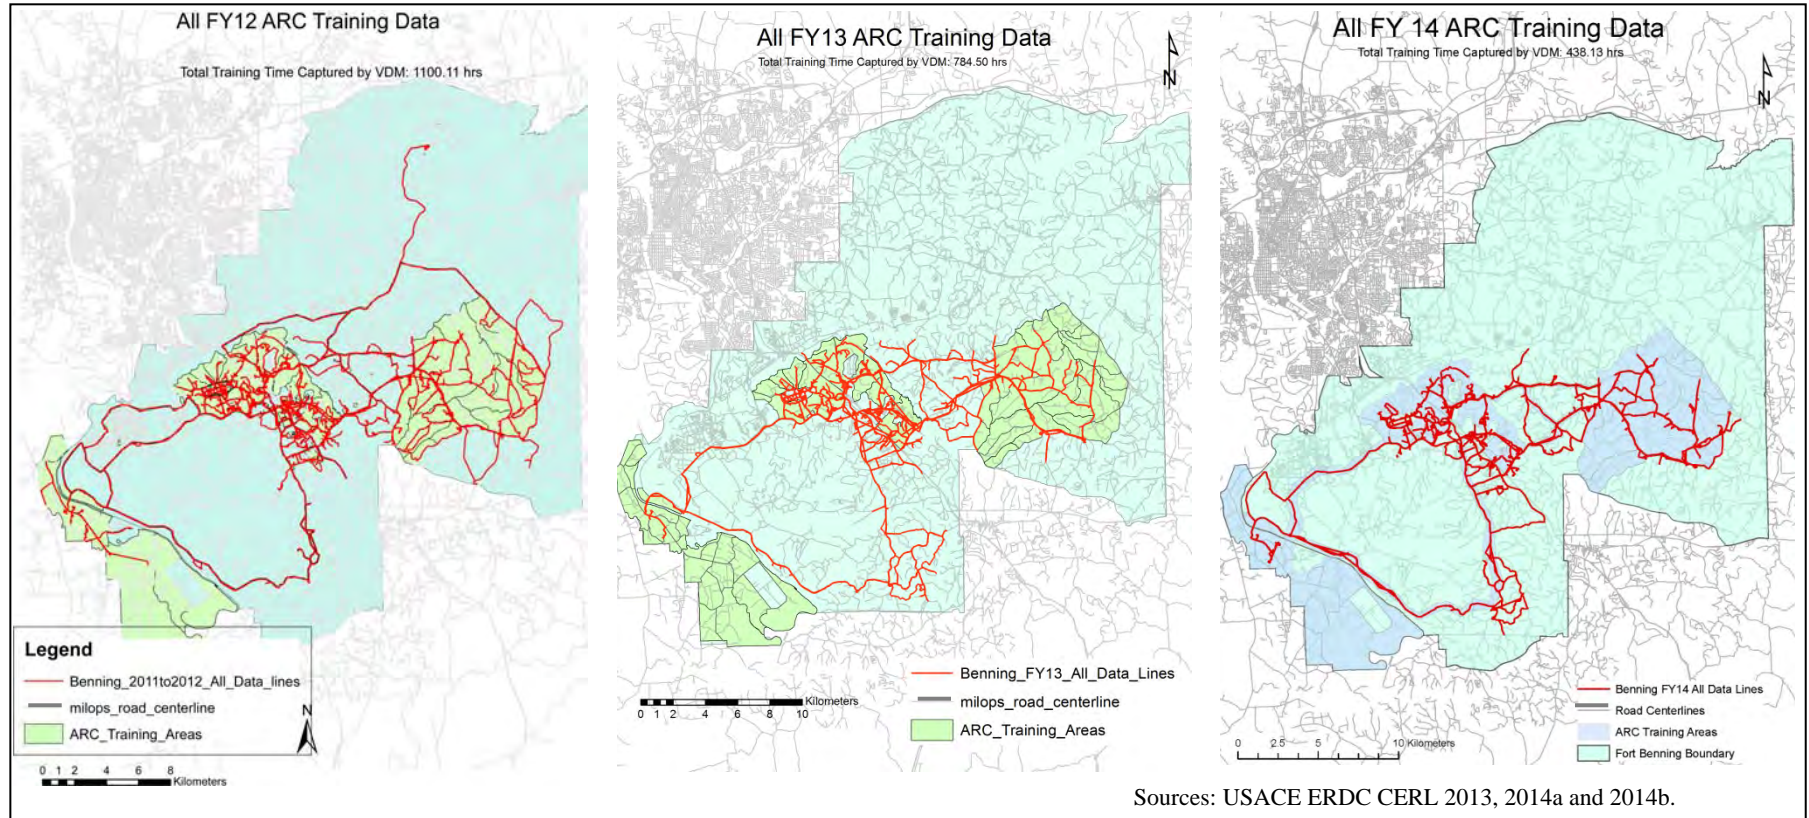 All FY12 ARC Training Data
Total Training Time Captured by VDM: 1100.11 hrs
Legend
Benning_2011to2012_All_Data_lines
milops_road_centerline
ARC_Training_Areas
N
0 1 2 4 6 8
Kilometers
All FY13 ARC Training Data
Total Training Time Captured by VDM: 784.50 hrs
N
Benning_FY13_All_Data_Lines
milops_road_centerline
ARC_Training_Areas
Kilometers
0 1 2 4 6 8 10
All FY 14 ARC Training Data
Total Training Time Captured by VDM: 438.13 hrs
N
Benning FY14 All Data Lines
Road Centerlines
ARC Training Areas
Fort Benning Boundary
0 2.5 5 10 Kilometers
Sources: USACE ERDC CERL 2013, 2014a and 2014b.